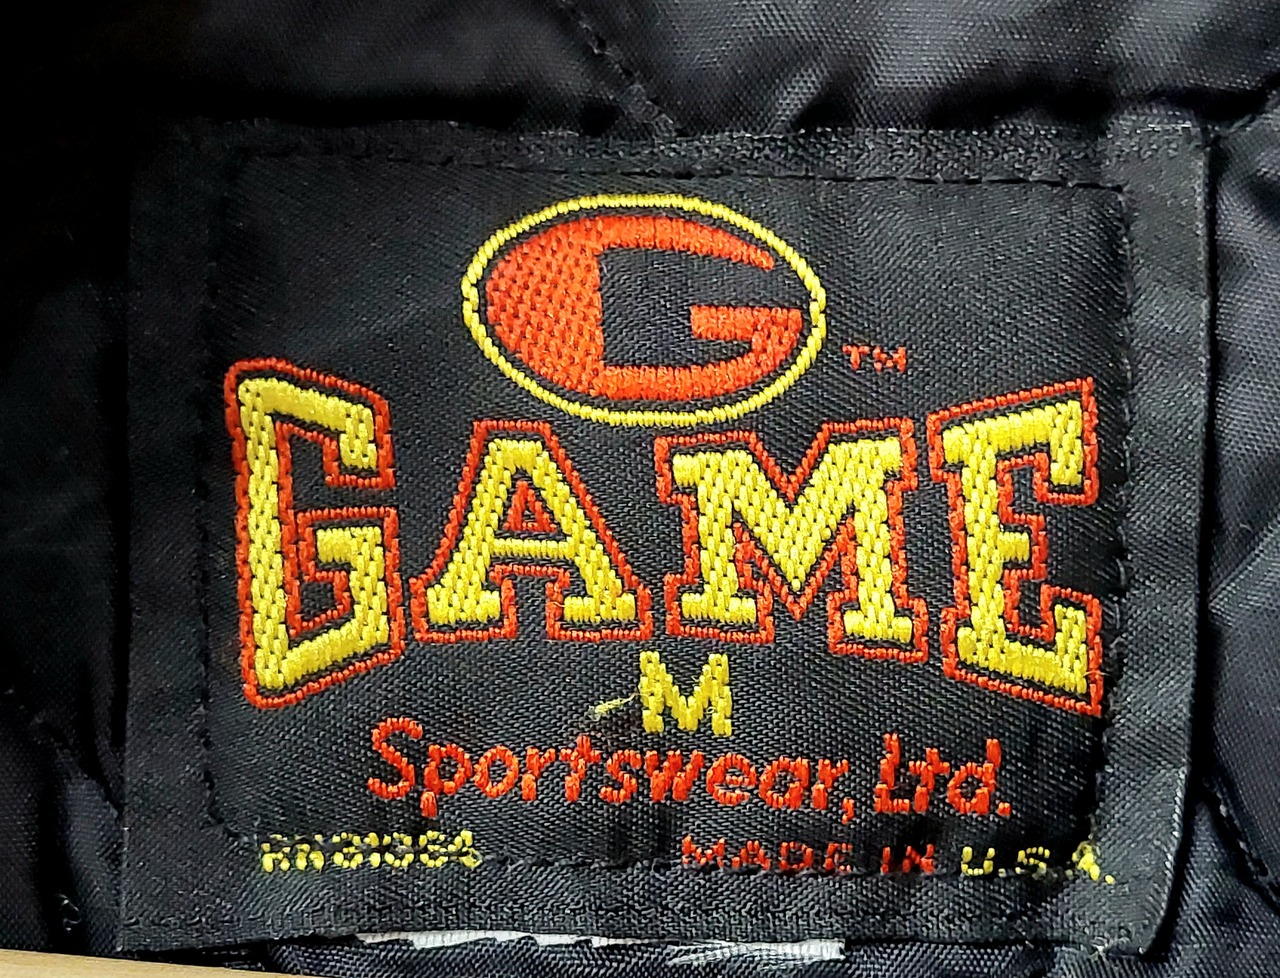 G
TM
GAME
M
Sportswear, Ltd.
MADE IN U.S.A.